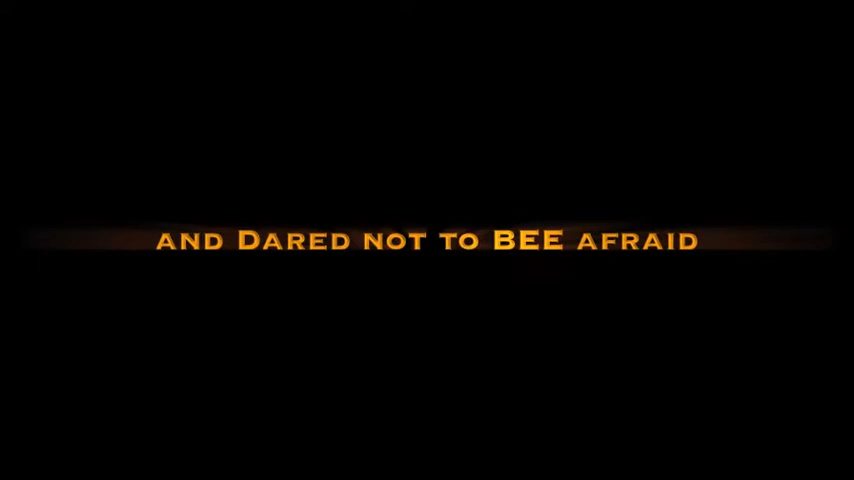 AND DARED NOT TO BEE AFRAID